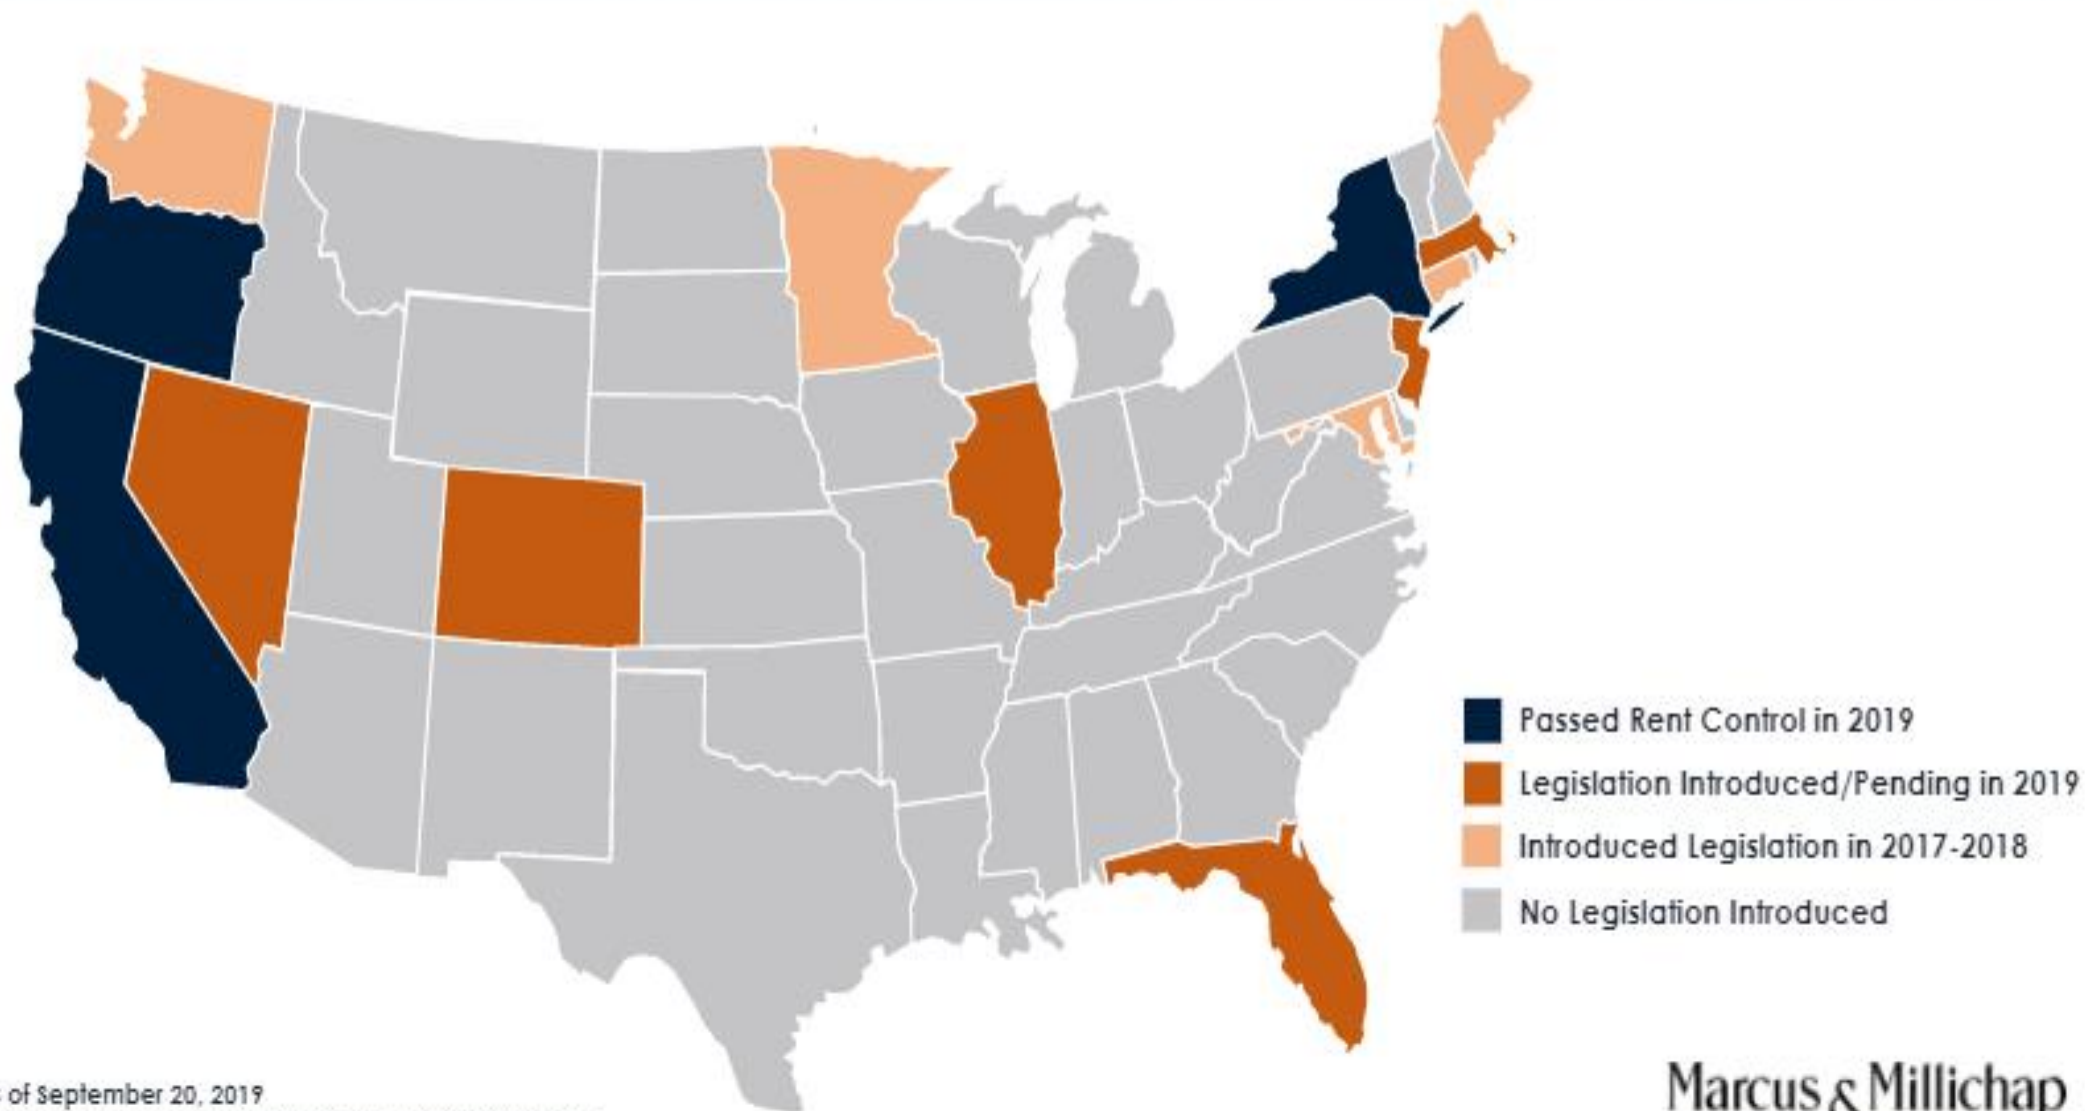 Passed Rent Control in 2019
Legislation Introduced/Pending in 2019
Introduced Legislation in 2017-2018
No Legislation Introduced
of September 20, 2019
Marcus & Millichap